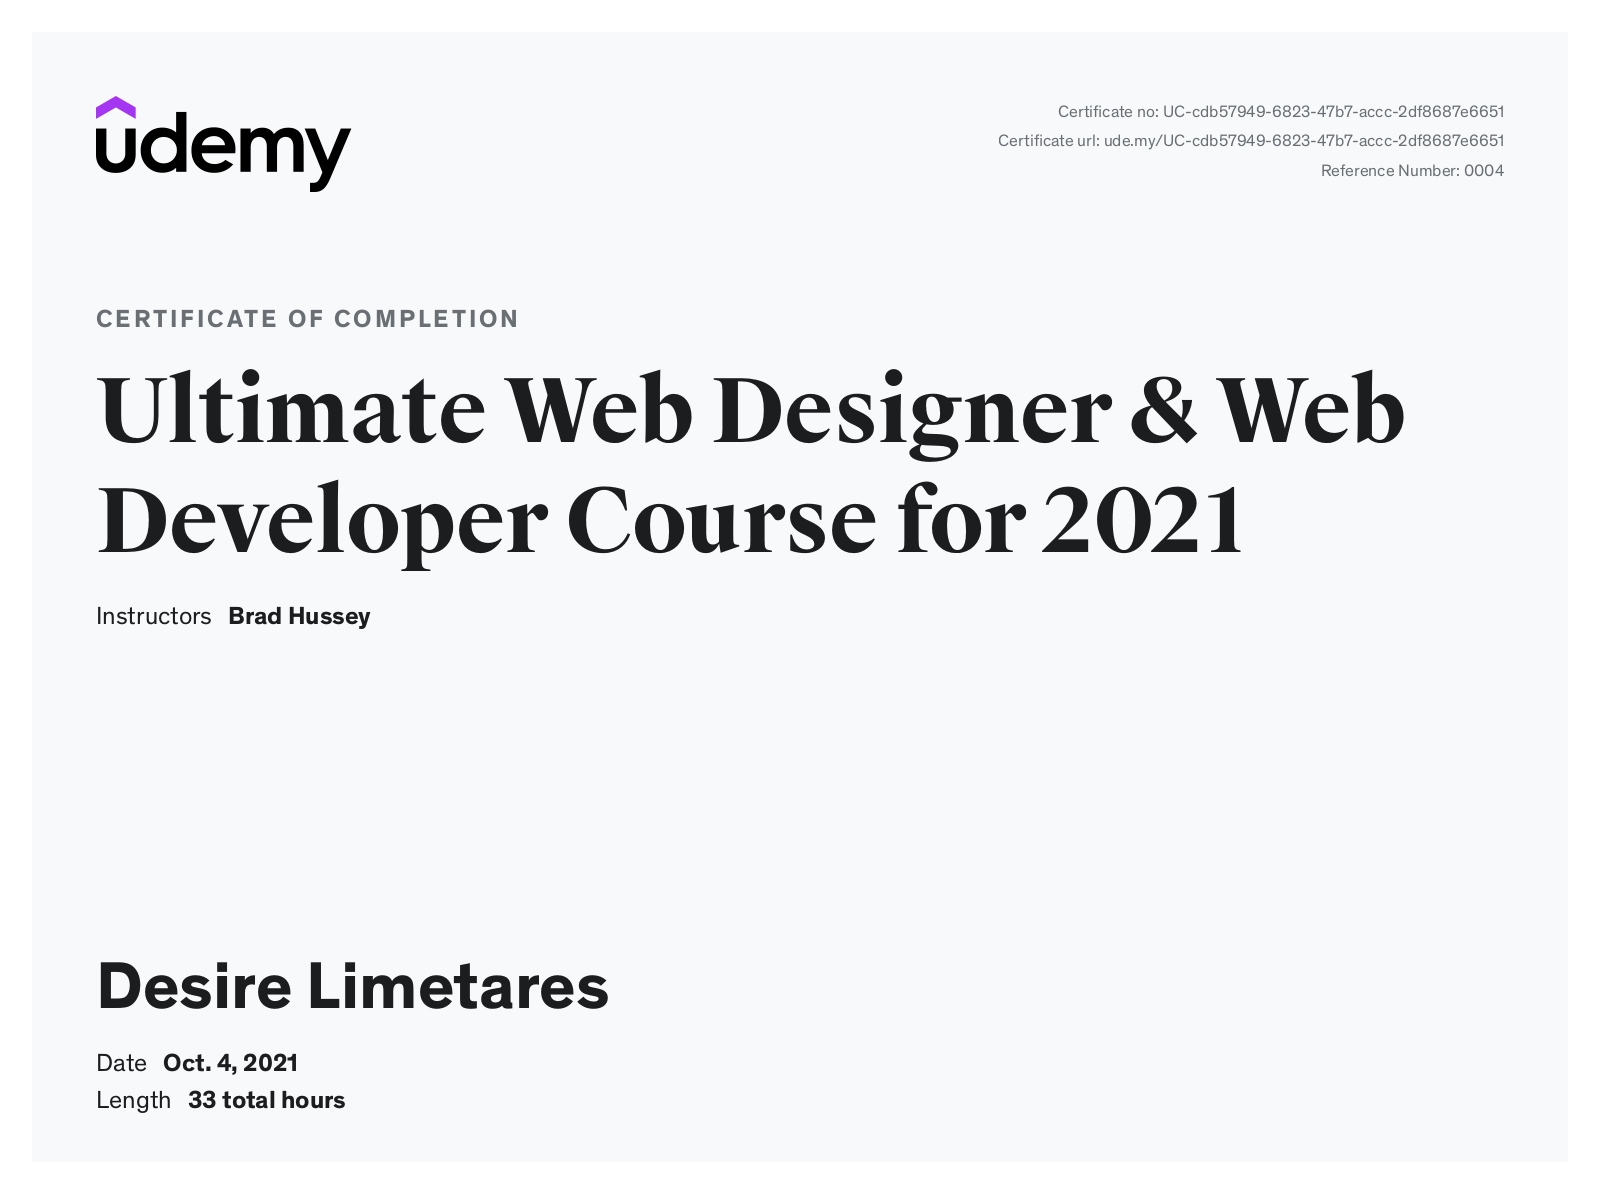 udemy
Certificate no: UC-cdb57949-6823-47b7-accc-2df8687e6651
Certificate url: ude.my/UC-cdb57949-6823-47b7-accc-2df8687e6651
Reference Number: 0004
CERTIFICATE OF COMPLETION
Ultimate Web Designer & Web
Developer Course for 2021
Instructors Brad Hussey
Desire Limetares
Date Oct. 4, 2021
Length 33 total hours